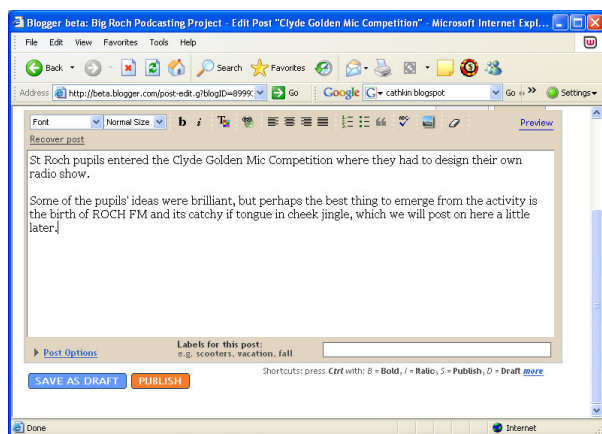 Blogger beta: Big Roch Podcasting Project - Edit Post "Clyde Golden Mic Competition" - Microsoft Internet Expl...
File Edit View Favorites Tools Help
Back Search Favorites
Address http://beta.blogger.com/post-edit.g?blogID=8999 Go Google G cathkin blogspot Go Settings
Font Normal Size b i ABC Preview
Recover post
St Roch pupils entered the Clyde Golden Mic Competition where they had to design their own
radio show.
Some of the pupils' ideas were brilliant, but perhaps the best thing to emerge from the activity is
the birth of ROCH FM and its catchy if tongue in cheek jingle, which we will post on here a little
later.
Post Options
Labels for this post:
e.g. scooters, vacation, fall
Shortcuts: press Ctrl with: B = Bold, I = Italic, S = Publish, D = Draft more
SAVE AS DRAFT PUBLISH
Done Internet